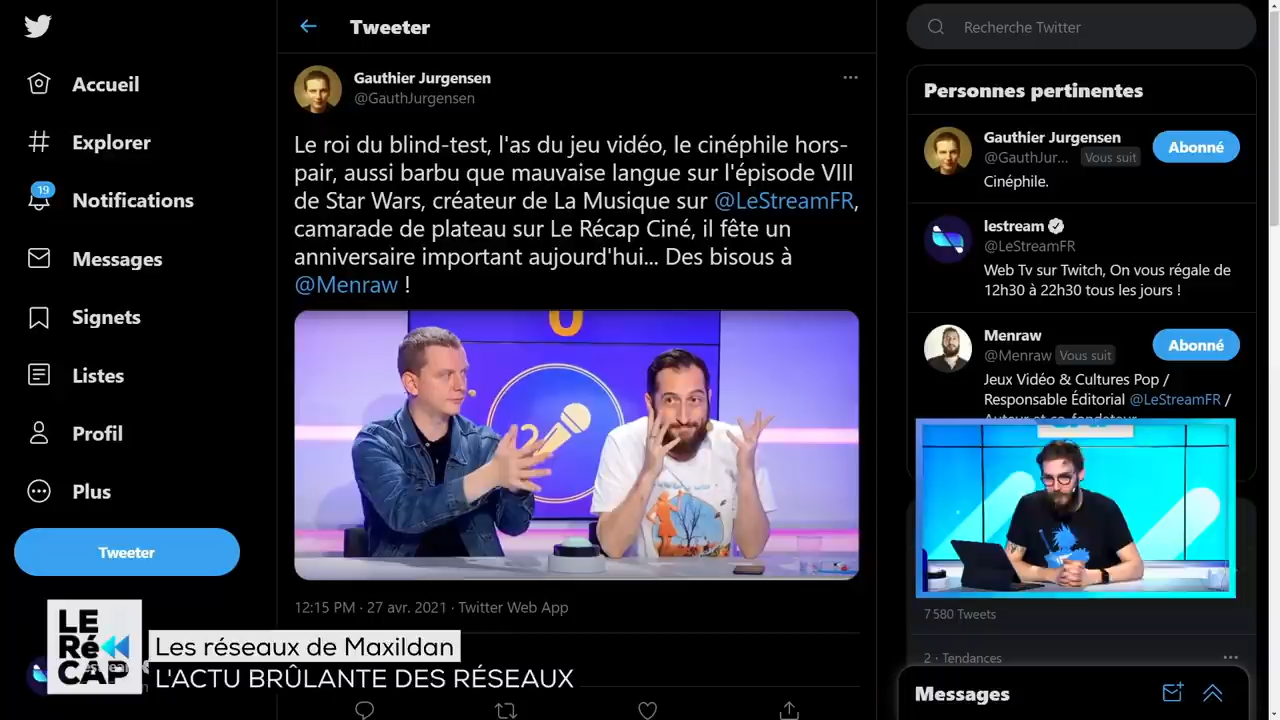 Accueil
Explorer
19
Notifications
Messages
Signets
Listes
Profil
Plus
Tweeter
Tweeter
Gauthier Jurgensen
@GauthJurgensen
Le roi du blind-test, l'as du jeu vidéo, le cinéphile hors-
pair, aussi barbu que mauvaise langue sur l'épisode VIII
de Star Wars, créateur de La Musique sur @LeStreamFR,
camarade de plateau sur Le Récap Ciné, il fête un
anniversaire important aujourd'hui... Des bisous à
@Menraw !
12:15 PM · 27 avr. 2021 · Twitter Web App
Recherche Twitter
Personnes pertinentes
Gauthier Jurgensen
@GauthJur... Vous suit
Abonné
Cinéphile.
lestream
@LeStreamFR
Web Tv sur Twitch, On vous régale de
12h30 à 22h30 tous les jours !
Menraw
@Menraw Vous suit
Abonné
Jeux Vidéo & Cultures Pop /
Responsable Éditorial @LeStreamFR /
Auteur et co-fondateur
7 580 Tweets
2 · Tendances
Messages
LE
Ré
CAP
Les réseaux de Maxildan
L'ACTU BRÛLANTE DES RÉSEAUX